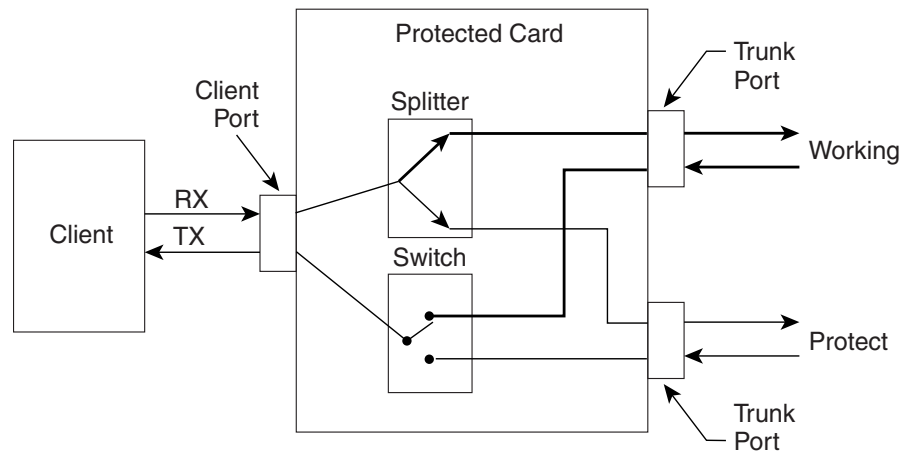 Protected Card
Trunk
Port
Client
Port
Splitter
Working
RX
Client
TX
Switch
Protect
Trunk
Port